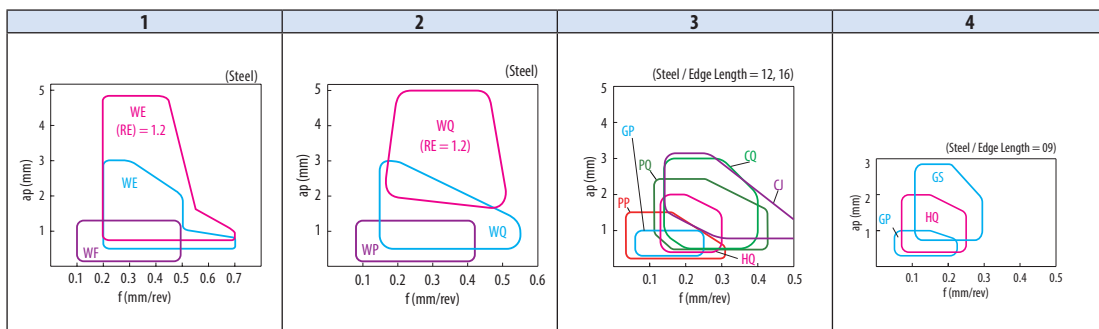 1
2
3
4
(Steel)
5
4
3
2
1
ap (mm)
WE
(RE) = 1.2
WE
WF
0.1 0.2 0.3 0.4 0.5 0.6 0.7
f (mm/rev)
(Steel)
5
4
3
2
1
ap (mm)
WQ
(RE = 1.2)
WQ
WP
0.1 0.2 0.3 0.4 0.5 0.6
f (mm/rev)
(Steel / Edge Length = 12, 16)
5
4
3
2
1
ap (mm)
GP
PQ
CQ
CJ
PP
HQ
0.1 0.2 0.3 0.4 0.5
f (mm/rev)
(Steel / Edge Length = 09)
3
2
1
ap (mm)
GS
HQ
GP
0.1 0.2 0.3 0.4 0.5
f (mm/rev)